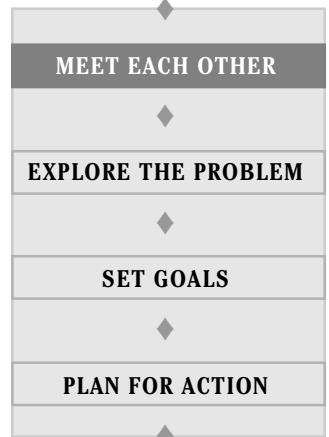 MEET EACH OTHER
EXPLORE THE PROBLEM
SET GOALS
PLAN FOR ACTION